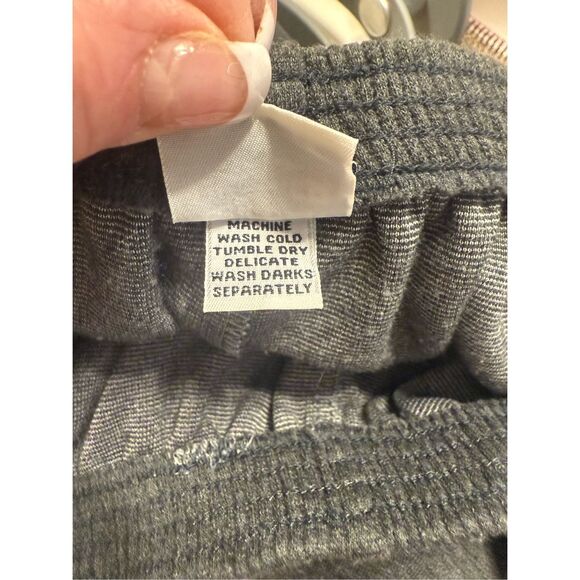 MACHINE
WASH COLD
TUMBLE DRY
DELICATE
WASH DARKS
SEPARATELY